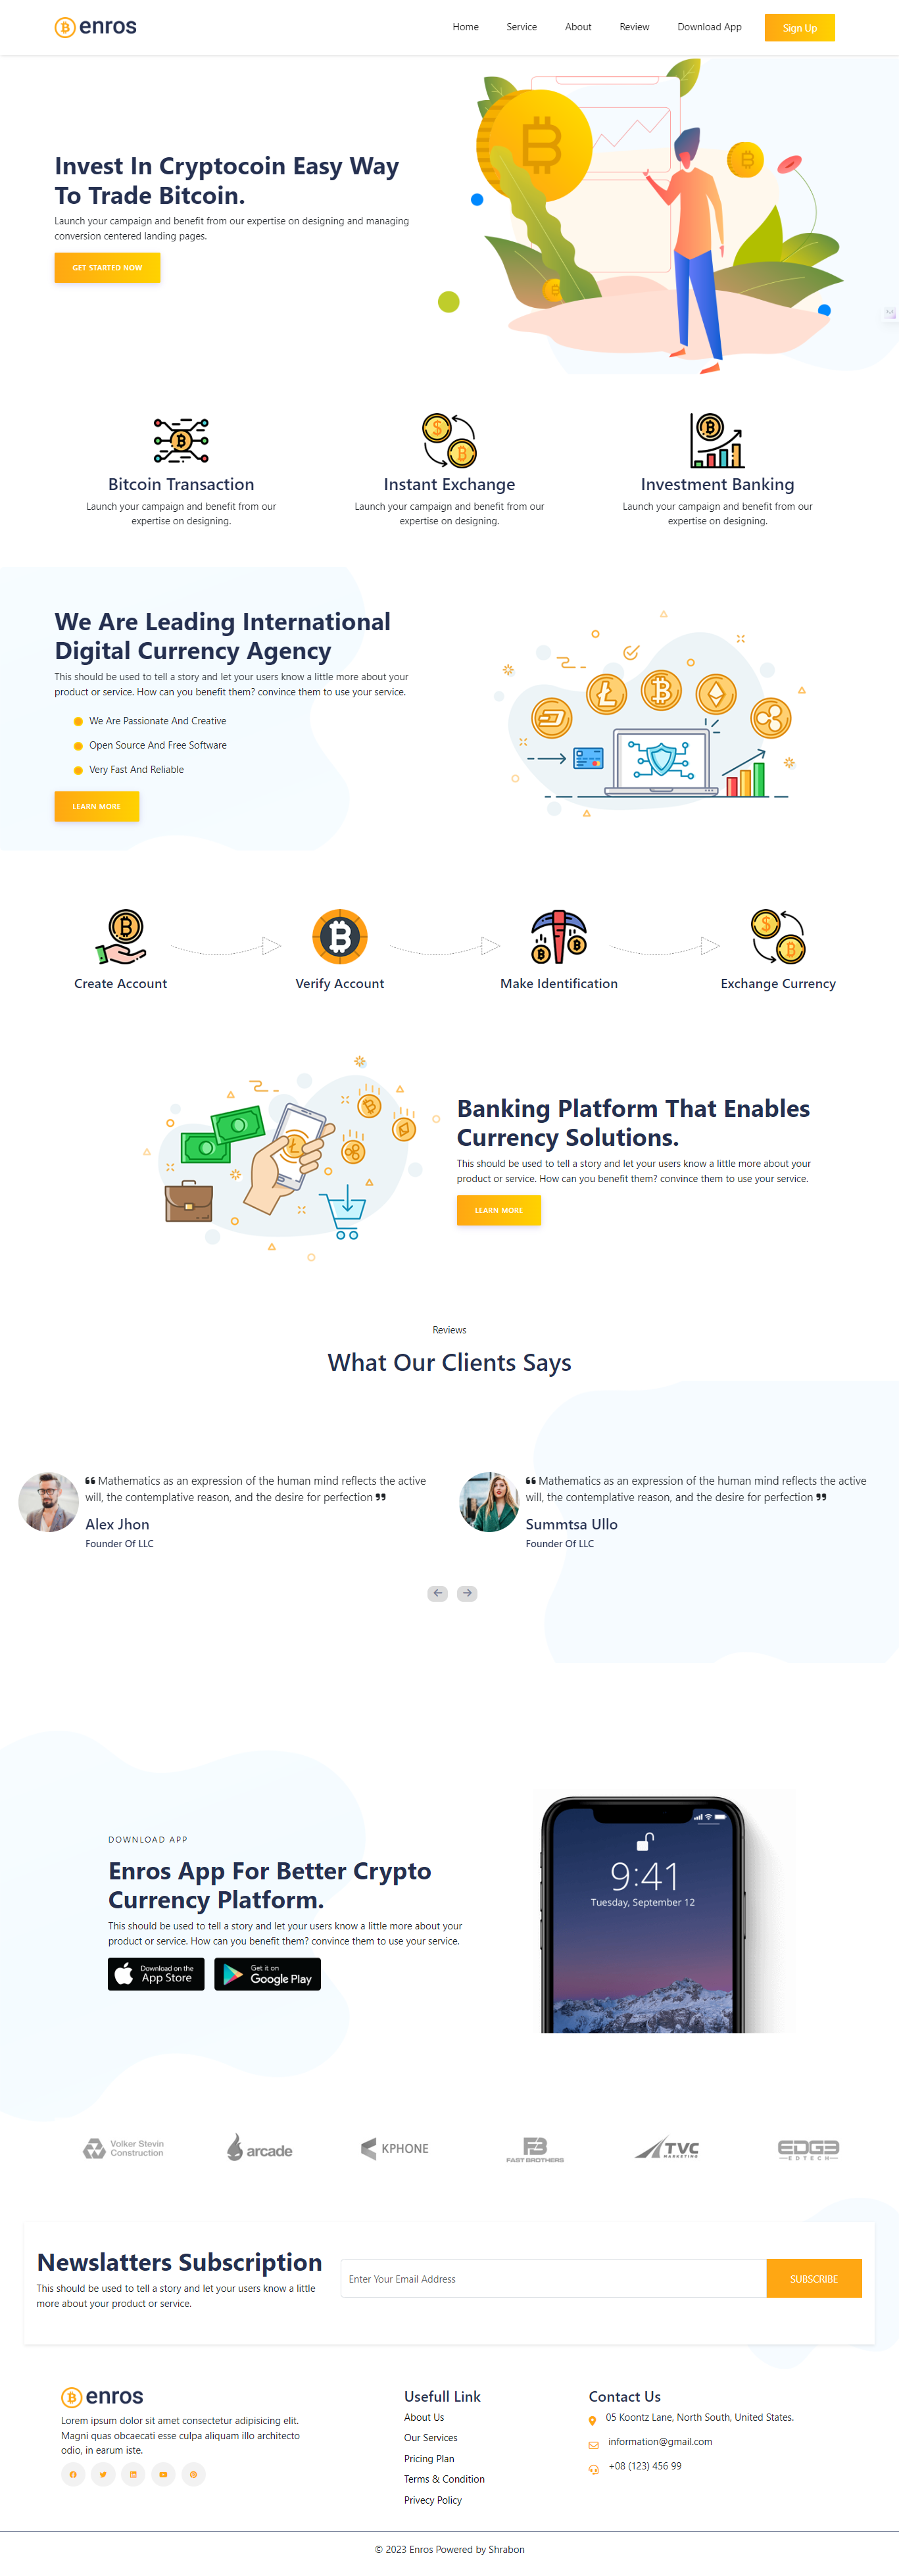 enros
Home
Service
About
Review
Download App
Sign Up
Invest In Cryptocoin Easy Way
To Trade Bitcoin.
Launch your campaign and benefit from our expertise on designing and managing
conversion centered landing pages.
GET STARTED NOW
Bitcoin Transaction
Launch your campaign and benefit from our
expertise on designing.
Instant Exchange
Launch your campaign and benefit from our
expertise on designing.
Investment Banking
Launch your campaign and benefit from our
expertise on designing.
We Are Leading International
Digital Currency Agency
This should be used to tell a story and let your users know a little more about your
product or service. How can you benefit them? convince them to use your service.
We Are Passionate And Creative
Open Source And Free Software
Very Fast And Reliable
LEARN MORE
Create Account
Verify Account
Make Identification
Exchange Currency
Banking Platform That Enables
Currency Solutions.
This should be used to tell a story and let your users know a little more about your
product or service. How can you benefit them? convince them to use your service.
LEARN MORE
Reviews
What Our Clients Says
❝ Mathematics as an expression of the human mind reflects the active
will, the contemplative reason, and the desire for perfection ❞
Alex Jhon
Founder Of LLC
❝ Mathematics as an expression of the human mind reflects the active
will, the contemplative reason, and the desire for perfection ❞
Summtsa Ullo
Founder Of LLC
DOWNLOAD APP
Enros App For Better Crypto
Currency Platform.
This should be used to tell a story and let your users know a little more about your
product or service. How can you benefit them? convince them to use your service.
Download on the
App Store
Get it on
Google Play
9:41
Tuesday, September 12
Volker Stevin
Construction
arcade
KPHONE
FB
FAST BROTHERS
TVC
MARKETING
EDGE
EDTECH
Newslatters Subscription
This should be used to tell a story and let your users know a little
more about your product or service.
Enter Your Email Address
SUBSCRIBE
enros
Lorem ipsum dolor sit amet consectetur adipisicing elit.
Magni quas obcaecati esse culpa aliquam illo architecto
odio, in earum iste.
Usefull Link
About Us
Our Services
Pricing Plan
Terms & Condition
Privecy Policy
Contact Us
05 Koontz Lane, North South, United States.
information@gmail.com
+08 (123) 456 99
© 2023 Enros Powered by Shrabon